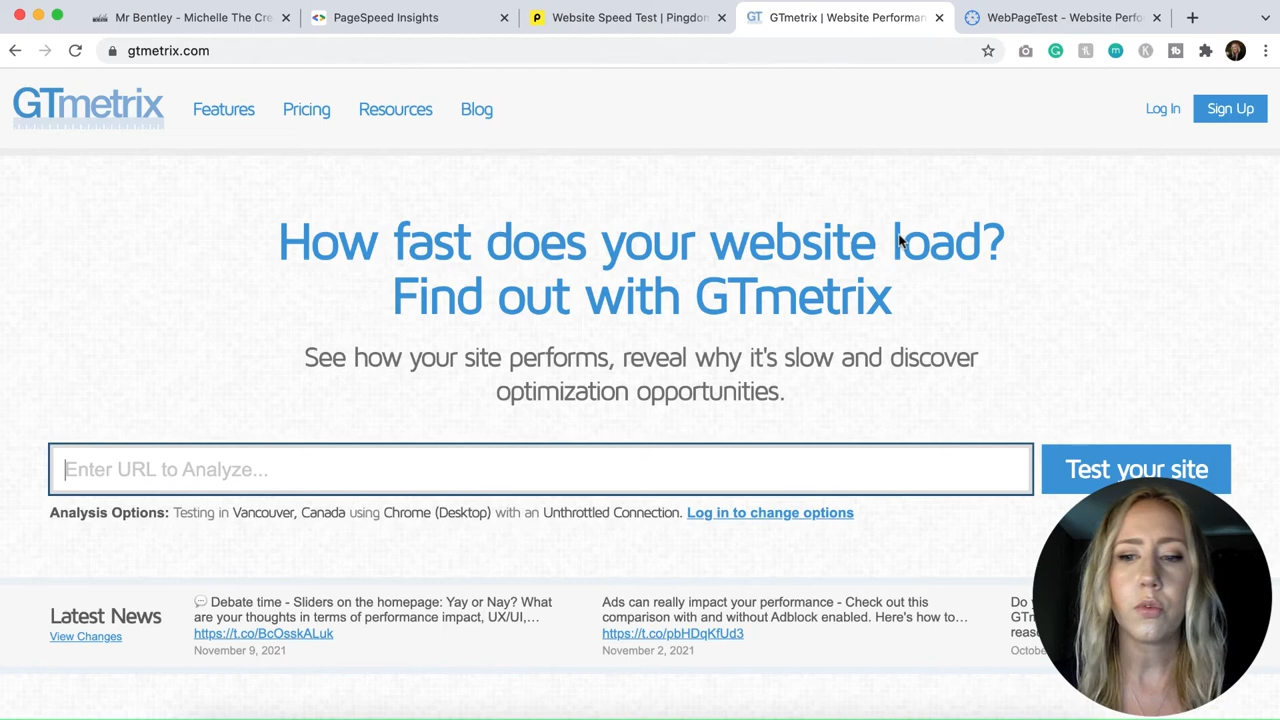 Mr Bentley - Michelle The Cre
PageSpeed Insights
Website Speed Test | Pingdom
GTmetrix | Website Performan
WebPageTest - Website Perfo
gtmetrix.com
GTmetrix
Features
Pricing
Resources
Blog
Log In
Sign Up
How fast does your website load?
Find out with GTmetrix
See how your site performs, reveal why it's slow and discover
optimization opportunities.
Enter URL to Analyze...
Test your site
Analysis Options: Testing in Vancouver, Canada using Chrome (Desktop) with an Unthrottled Connection. Log in to change options
Latest News
View Changes
Debate time - Sliders on the homepage: Yay or Nay? What
are your thoughts in terms of performance impact, UX/UI,...
https://t.co/BcOsskALuk
November 9, 2021
Ads can really impact your performance - Check out this
comparison with and without Adblock enabled. Here's how to...
https://t.co/pbHDqKfUd3
November 2, 2021
Do